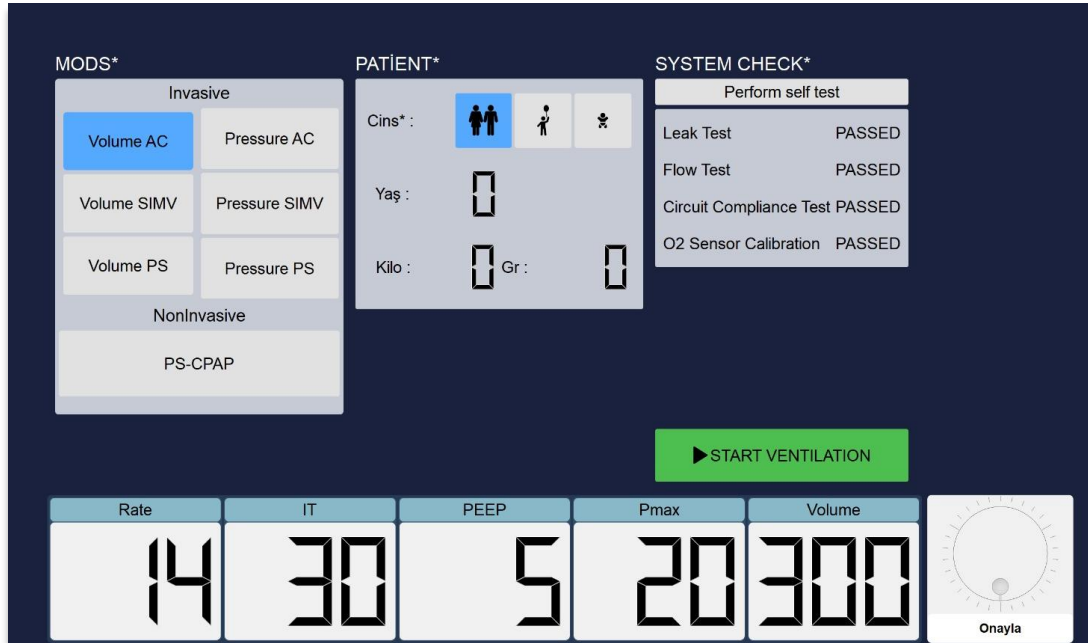 MODS*
Invasive
Volume AC
Pressure AC
Volume SIMV
Pressure SIMV
Volume PS
Pressure PS
NonInvasive
PS-CPAP
PATİENT*
Cins* :
Yaş :
0
Kilo :
0
Gr :
0
SYSTEM CHECK*
Perform self test
Leak Test PASSED
Flow Test PASSED
Circuit Compliance Test PASSED
O2 Sensor Calibration PASSED
START VENTILATION
Rate
14
IT
30
PEEP
5
Pmax
20
Volume
300
Onayla